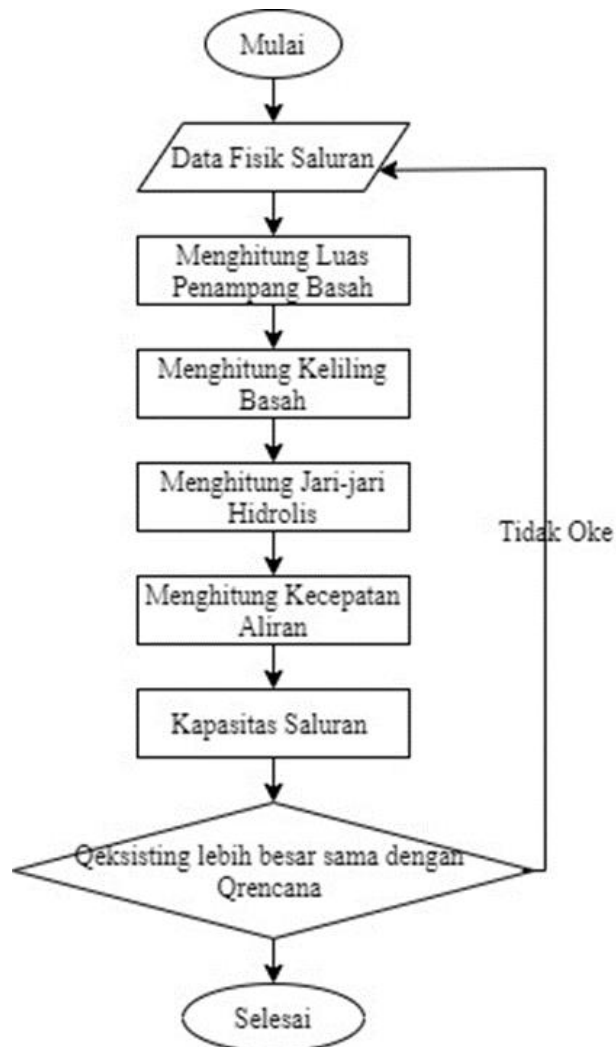 Mulai
Data Fisik Saluran
Menghitung Luas
Penampang Basah
Menghitung Keliling
Basah
Menghitung Jari-jari
Hidrolis
Tidak Oke
Menghitung Kecepatan
Aliran
Kapasitas Saluran
Qeksisting lebih besar sama dengan
Qrencana
Selesai